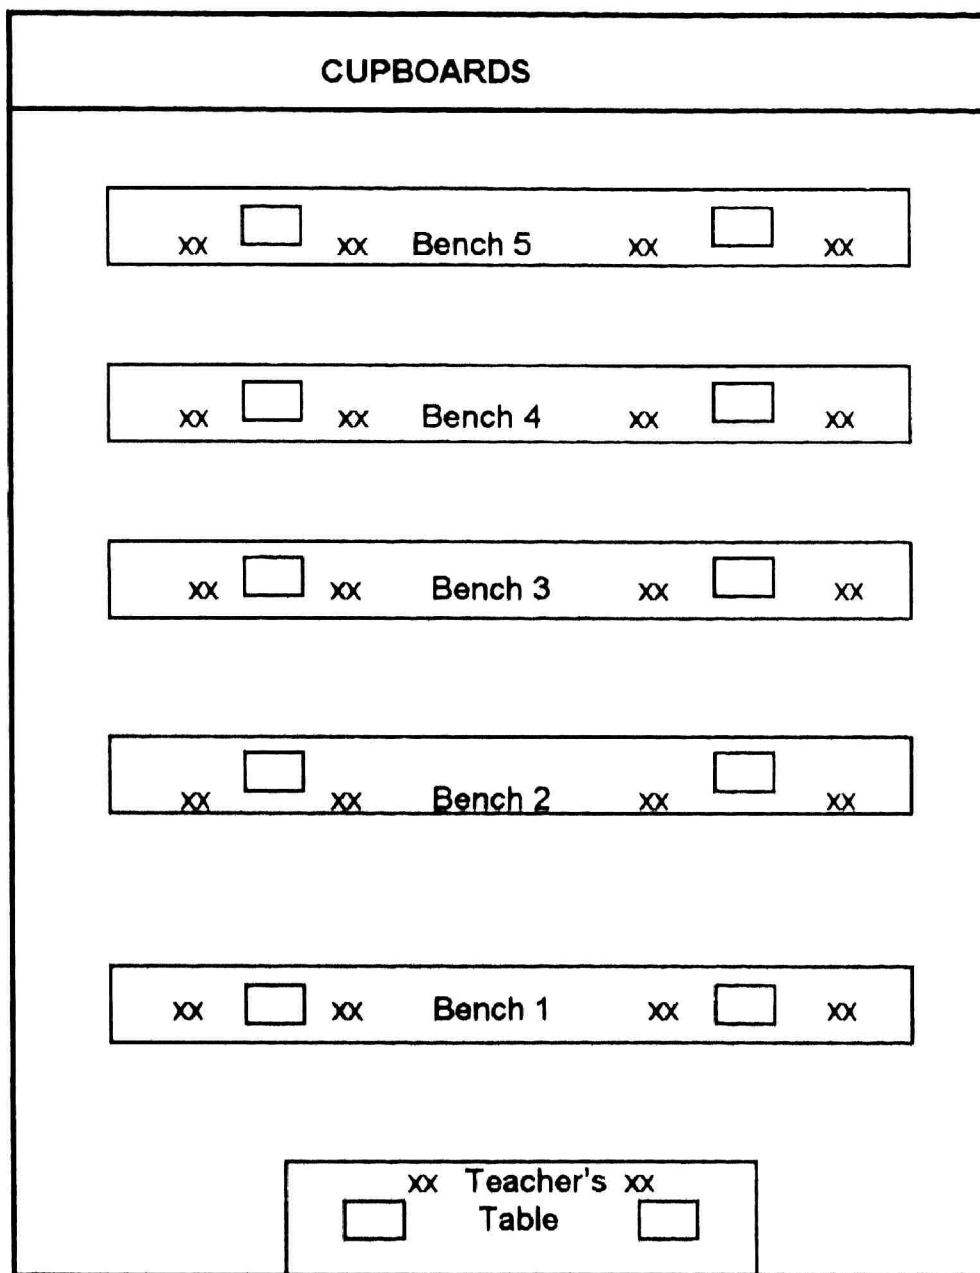 CUPBOARDS
xx xx Bench 5 xx xx
xx xx Bench 4 xx xx
xx xx Bench 3 xx xx
xx xx Bench 2 xx xx
xx xx Bench 1 xx xx
xx Teacher's xx
Table